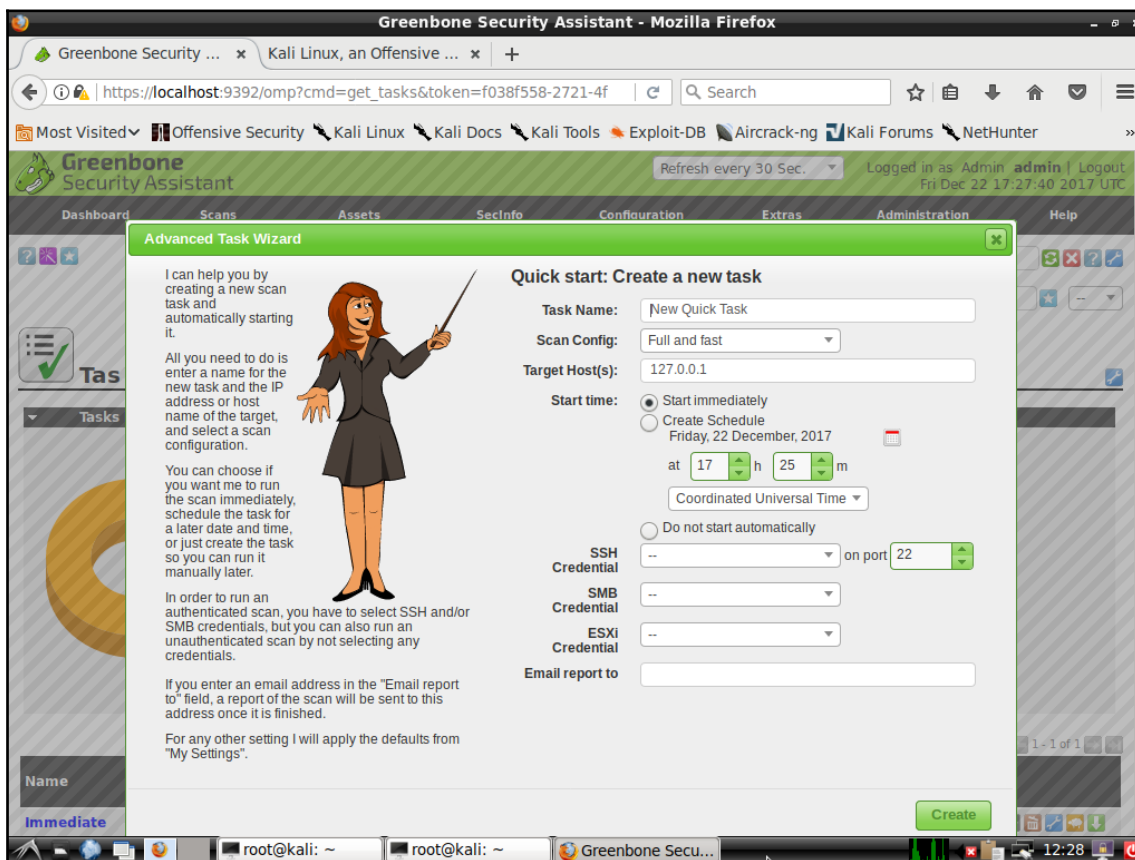 Greenbone Security Assistant - Mozilla Firefox
Greenbone Security ... × Kali Linux, an Offensive ... × +
https://localhost:9392/omp?cmd=get_tasks&token=f038f558-2721-4f Search
Most Visited Offensive Security Kali Linux Kali Docs Kali Tools Exploit-DB Aircrack-ng Kali Forums NetHunter »
Greenbone
Security Assistant
Refresh every 30 Sec.
Logged in as Admin admin | Logout
Fri Dec 22 17:27:40 2017 UTC
Dashboard Scans Assets SecInfo Configuration Extras Administration Help
Advanced Task Wizard
I can help you by
creating a new scan
task and
automatically starting
it.
All you need to do is
enter a name for the
new task and the IP
address or host
name of the target,
and select a scan
configuration.
You can choose if
you want me to run
the scan immediately,
schedule the task for
a later date and time,
or just create the task
so you can run it
manually later.
In order to run an
authenticated scan, you have to select SSH and/or
SMB credentials, but you can also run an
unauthenticated scan by not selecting any
credentials.
If you enter an email address in the "Email report
to" field, a report of the scan will be sent to this
address once it is finished.
For any other setting I will apply the defaults from
"My Settings".
Quick start: Create a new task
Task Name: New Quick Task
Scan Config: Full and fast
Target Host(s): 127.0.0.1
Start time: Start immediately
Create Schedule
Friday, 22 December, 2017
at 17 h 25 m
Coordinated Universal Time
Do not start automatically
SSH
Credential -- on port 22
SMB
Credential --
ESXi
Credential --
Email report to
Create
--
Tas
Tasks
1 - 1 of 1
Name
Immediate
root@kali: ~ root@kali: ~ Greenbone Secu... 12:28